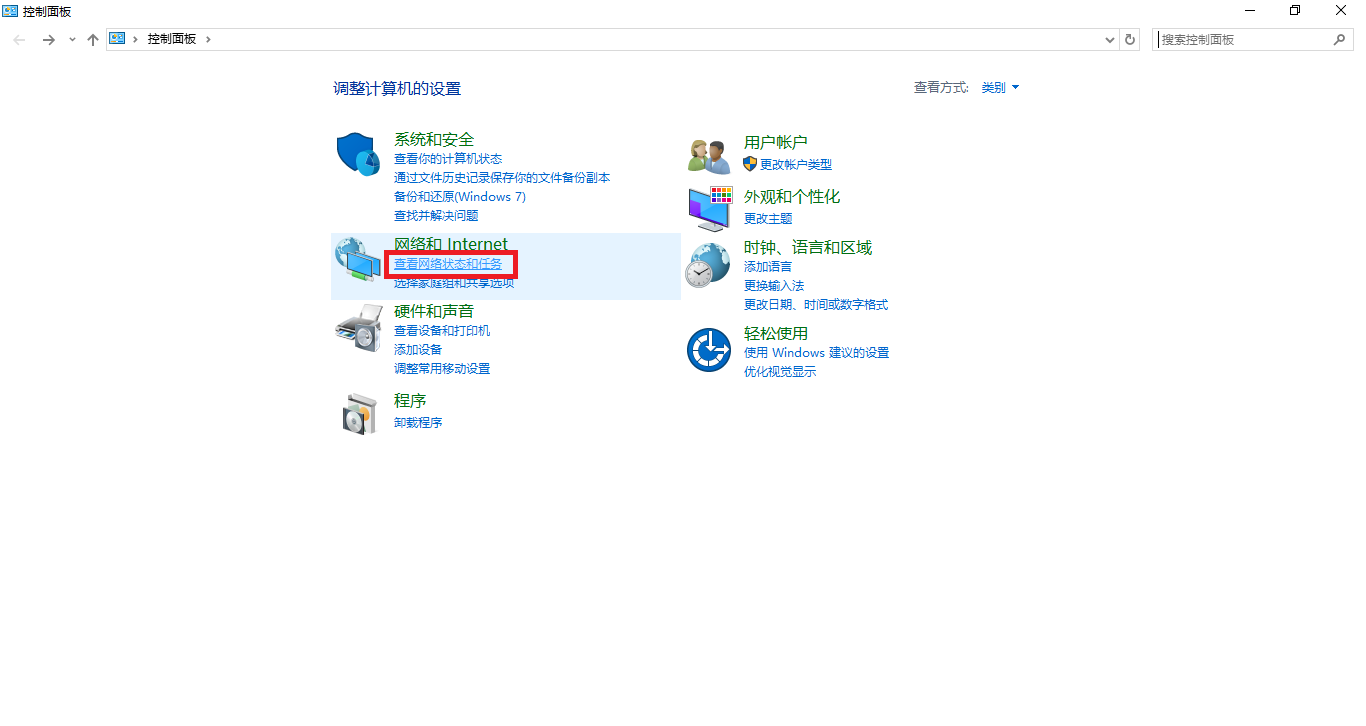 控制面板
控制面板
搜索控制面板
调整计算机的设置
查看方式: 类别
系统和安全
查看你的计算机状态
通过文件历史记录保存你的文件备份副本
备份和还原(Windows 7)
查找并解决问题
网络和 Internet
查看网络状态和任务
选择家庭组和共享选项
硬件和声音
查看设备和打印机
添加设备
调整常用移动设置
程序
卸载程序
用户帐户
更改帐户类型
外观和个性化
更改主题
时钟、语言和区域
添加语言
更换输入法
更改日期、时间或数字格式
轻松使用
使用 Windows 建议的设置
优化视觉显示